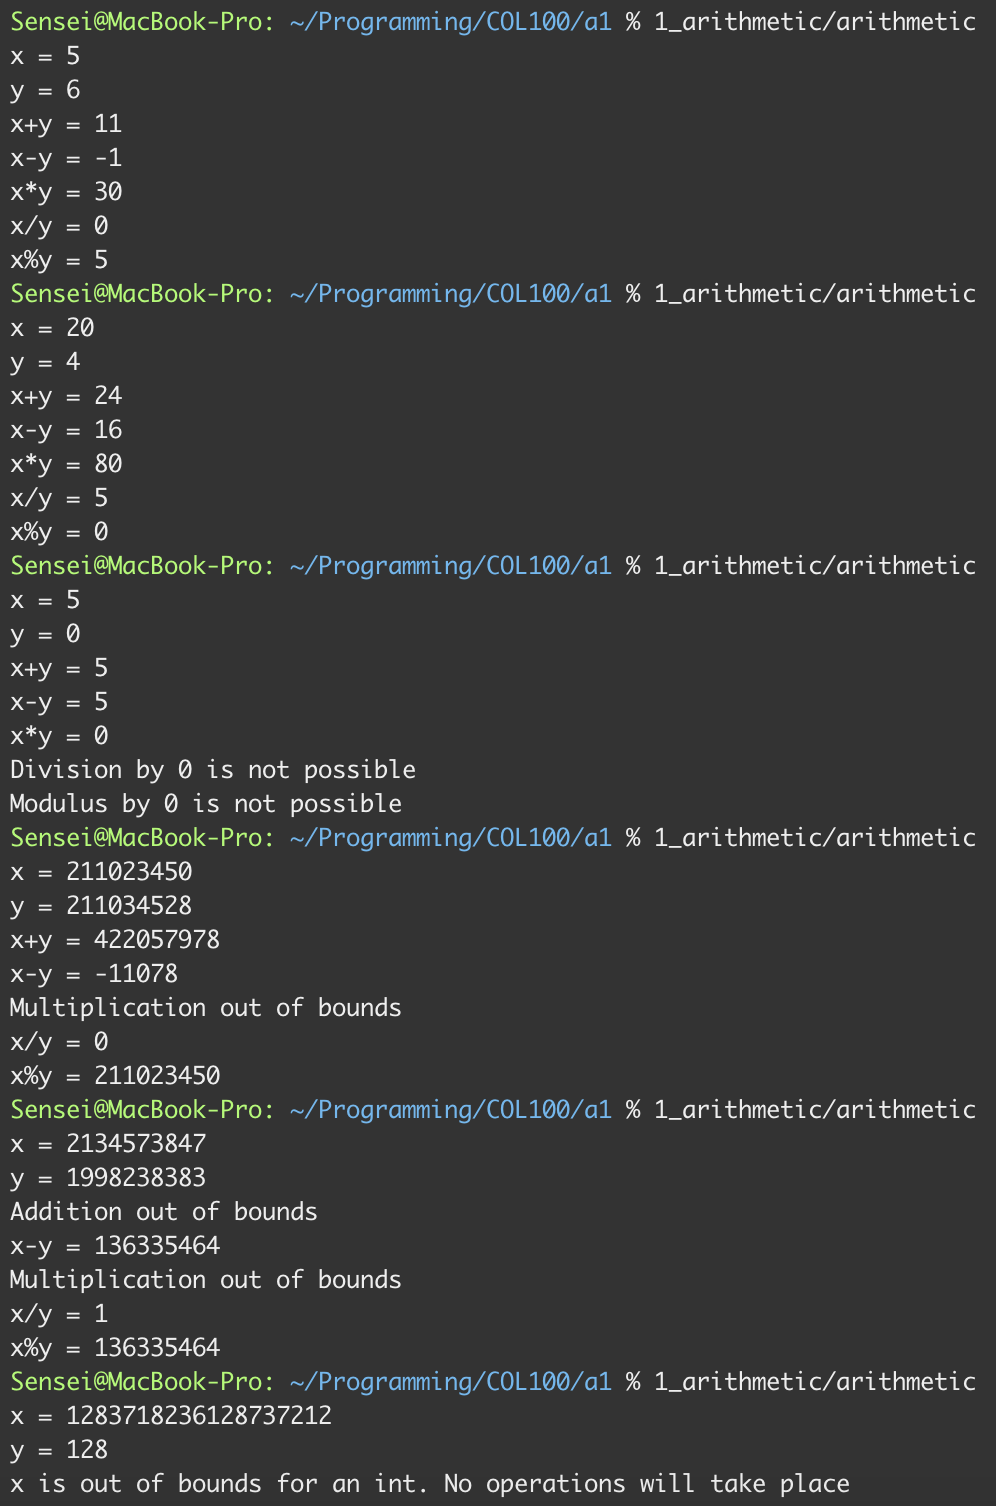 Sensei@MacBook-Pro: ~/Programming/COL100/a1 % 1_arithmetic/arithmetic
x = 5
y = 6
x+y = 11
x-y = -1
x*y = 30
x/y = 0
x%y = 5
Sensei@MacBook-Pro: ~/Programming/COL100/a1 % 1_arithmetic/arithmetic
x = 20
y = 4
x+y = 24
x-y = 16
x*y = 80
x/y = 5
x%y = 0
Sensei@MacBook-Pro: ~/Programming/COL100/a1 % 1_arithmetic/arithmetic
x = 5
y = 0
x+y = 5
x-y = 5
x*y = 0
Division by 0 is not possible
Modulus by 0 is not possible
Sensei@MacBook-Pro: ~/Programming/COL100/a1 % 1_arithmetic/arithmetic
x = 211023450
y = 211034528
x+y = 422057978
x-y = -11078
Multiplication out of bounds
x/y = 0
x%y = 211023450
Sensei@MacBook-Pro: ~/Programming/COL100/a1 % 1_arithmetic/arithmetic
x = 2134573847
y = 1998238383
Addition out of bounds
x-y = 136335464
Multiplication out of bounds
x/y = 1
x%y = 136335464
Sensei@MacBook-Pro: ~/Programming/COL100/a1 % 1_arithmetic/arithmetic
x = 1283718236128737212
y = 128
x is out of bounds for an int. No operations will take place